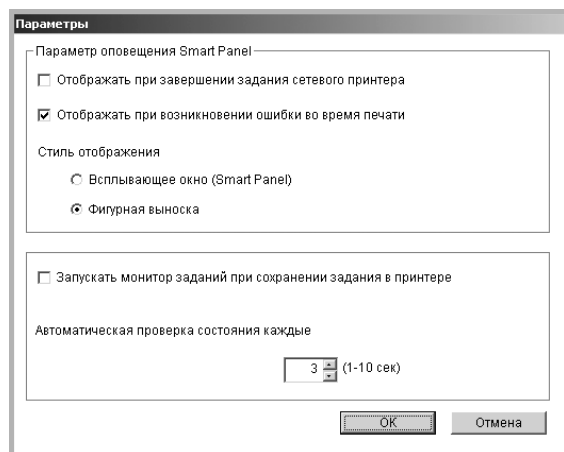 Параметры
Параметр оповещения Smart Panel
Отображать при завершении задания сетевого принтера
Отображать при возникновении ошибки во время печати
Стиль отображения
Всплывающее окно (Smart Panel)
Фигурная выноска
Запускать монитор заданий при сохранении задания в принтере
Автоматическая проверка состояния каждые
3 (1-10 сек)
OK Отмена